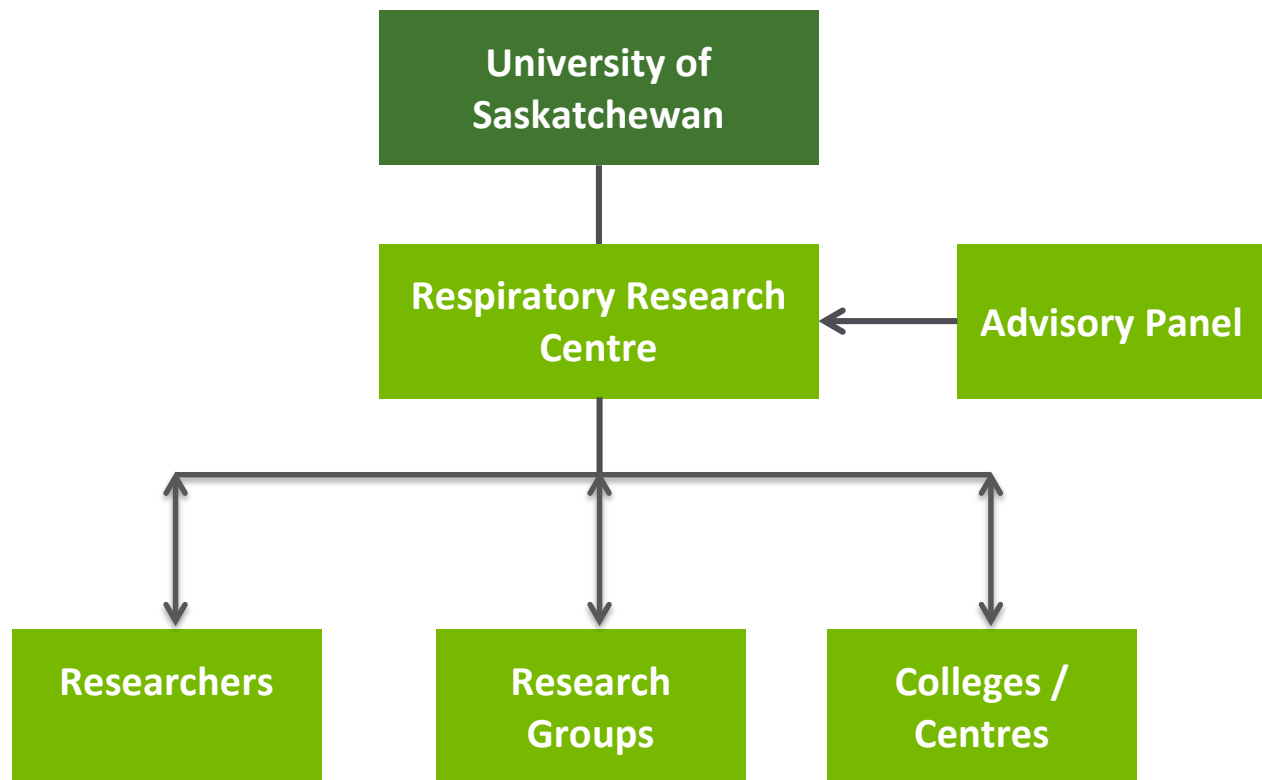 University of
Saskatchewan
Respiratory Research
Centre
Advisory Panel
Researchers
Research
Groups
Colleges /
Centres